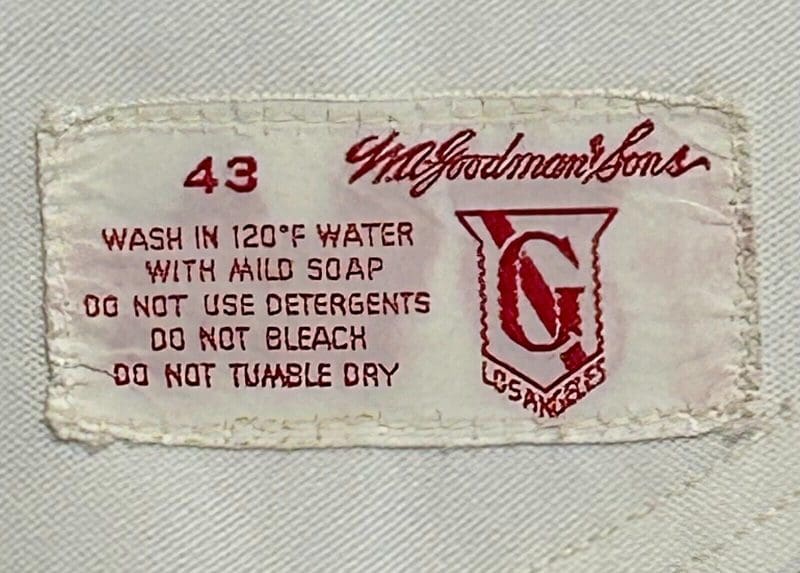 43
Wm. Goodman & Sons
WASH IN 120°F WATER
WITH MILD SOAP
DO NOT USE DETERGENTS
DO NOT BLEACH
DO NOT TUMBLE DRY
G
LOS ANGELES